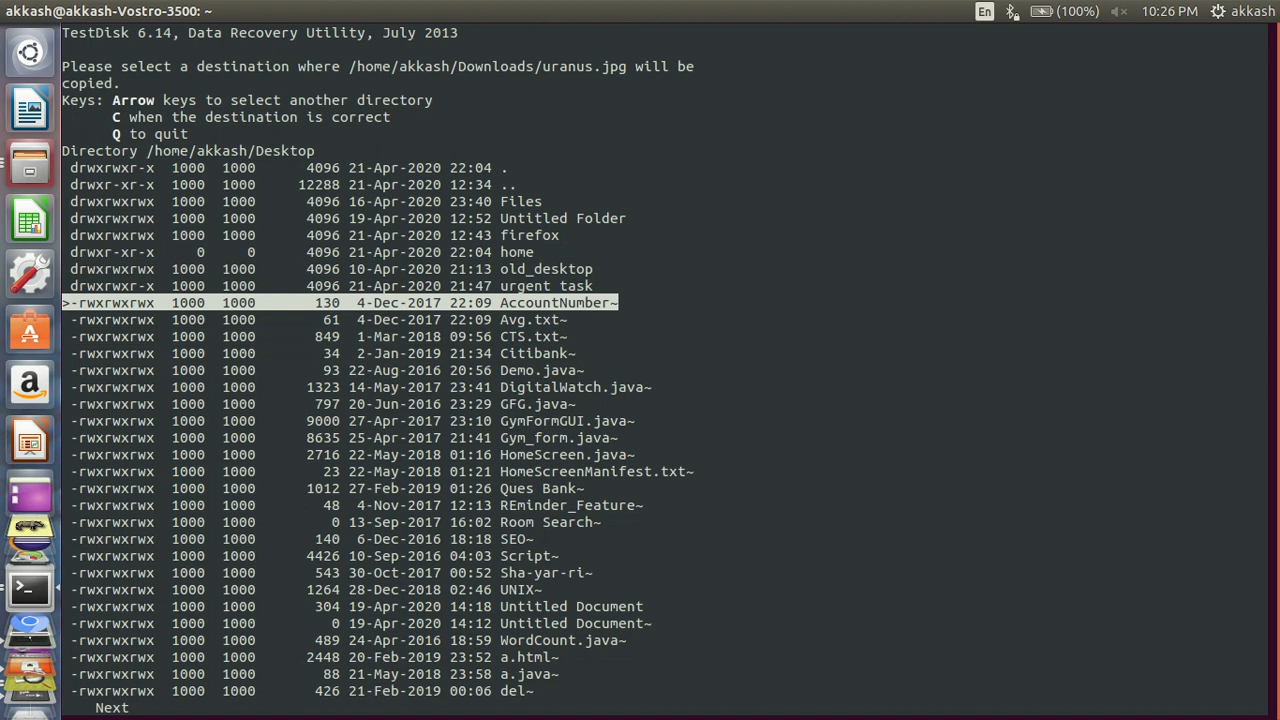 akkash@akkash-Vostro-3500: ~ En (100%) 10:26 PM akkash
TestDisk 6.14, Data Recovery Utility, July 2013
Please select a destination where /home/akkash/Downloads/uranus.jpg will be
copied.
Keys: Arrow keys to select another directory
C when the destination is correct
Q to quit
Directory /home/akkash/Desktop
drwxrwxr-x 1000 1000 4096 21-Apr-2020 22:04 .
drwxr-xr-x 1000 1000 12288 21-Apr-2020 12:34 ..
drwxrwxrwx 1000 1000 4096 16-Apr-2020 23:40 Files
drwxrwxrwx 1000 1000 4096 19-Apr-2020 12:52 Untitled Folder
drwxrwxrwx 1000 1000 4096 21-Apr-2020 12:43 firefox
drwxr-xr-x 0 0 4096 21-Apr-2020 22:04 home
drwxrwxrwx 1000 1000 4096 10-Apr-2020 21:13 old_desktop
drwxrwxrwx 1000 1000 4096 21-Apr-2020 21:47 urgent task
>-rwxrwxrwx 1000 1000 130 4-Dec-2017 22:09 AccountNumber~
-rwxrwxrwx 1000 1000 61 4-Dec-2017 22:09 Avg.txt~
-rwxrwxrwx 1000 1000 849 1-Mar-2018 09:56 CTS.txt~
-rwxrwxrwx 1000 1000 34 2-Jan-2019 21:34 Citibank~
-rwxrwxrwx 1000 1000 93 22-Aug-2016 20:56 Demo.java~
-rwxrwxrwx 1000 1000 1323 14-May-2017 23:41 DigitalWatch.java~
-rwxrwxrwx 1000 1000 797 20-Jun-2016 23:29 GFG.java~
-rwxrwxrwx 1000 1000 9000 27-Apr-2017 23:10 GymFormGUI.java~
-rwxrwxrwx 1000 1000 8635 25-Apr-2017 21:41 Gym_form.java~
-rwxrwxrwx 1000 1000 2716 22-May-2018 01:16 HomeScreen.java~
-rwxrwxrwx 1000 1000 23 22-May-2018 01:21 HomeScreenManifest.txt~
-rwxrwxrwx 1000 1000 1012 27-Feb-2019 01:26 Ques Bank~
-rwxrwxrwx 1000 1000 48 4-Nov-2017 12:13 REminder_Feature~
-rwxrwxrwx 1000 1000 0 13-Sep-2017 16:02 Room Search~
-rwxrwxrwx 1000 1000 140 6-Dec-2016 18:18 SEO~
-rwxrwxrwx 1000 1000 4426 10-Sep-2016 04:03 Script~
-rwxrwxrwx 1000 1000 543 30-Oct-2017 00:52 Sha-yar-ri~
-rwxrwxrwx 1000 1000 1264 28-Dec-2018 02:46 UNIX~
-rwxrwxrwx 1000 1000 304 19-Apr-2020 14:18 Untitled Document
-rwxrwxrwx 1000 1000 0 19-Apr-2020 14:12 Untitled Document~
-rwxrwxrwx 1000 1000 489 24-Apr-2016 18:59 WordCount.java~
-rwxrwxrwx 1000 1000 2448 20-Feb-2019 23:52 a.html~
-rwxrwxrwx 1000 1000 88 21-May-2018 23:58 a.java~
-rwxrwxrwx 1000 1000 426 21-Feb-2019 00:06 del~
Next